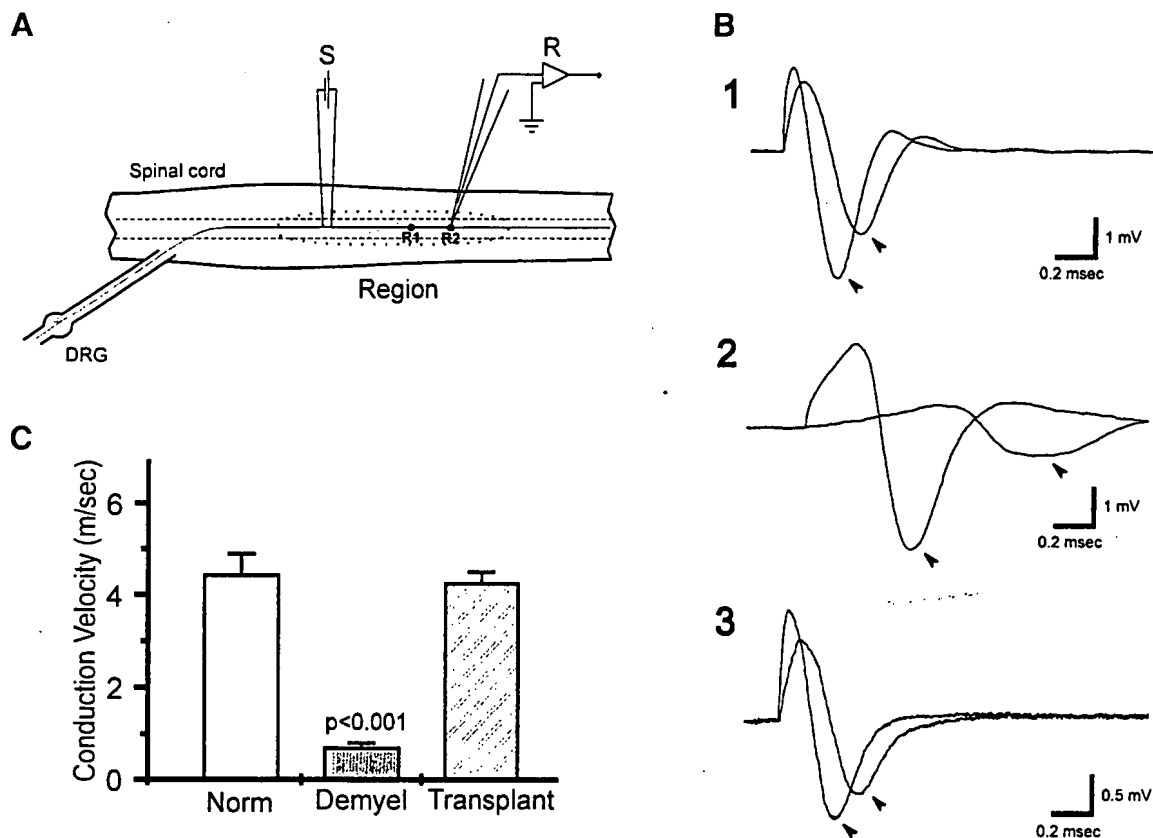 A
S
R
Spinal cord
R1 R2
Region
DRG
B
1
1 mV
0.2 msec
2
1 mV
0.2 msec
3
0.5 mV
0.2 msec
C
Conduction Velocity (m/sec)
6
4
2
0
p<0.001
Norm Demyel Transplant